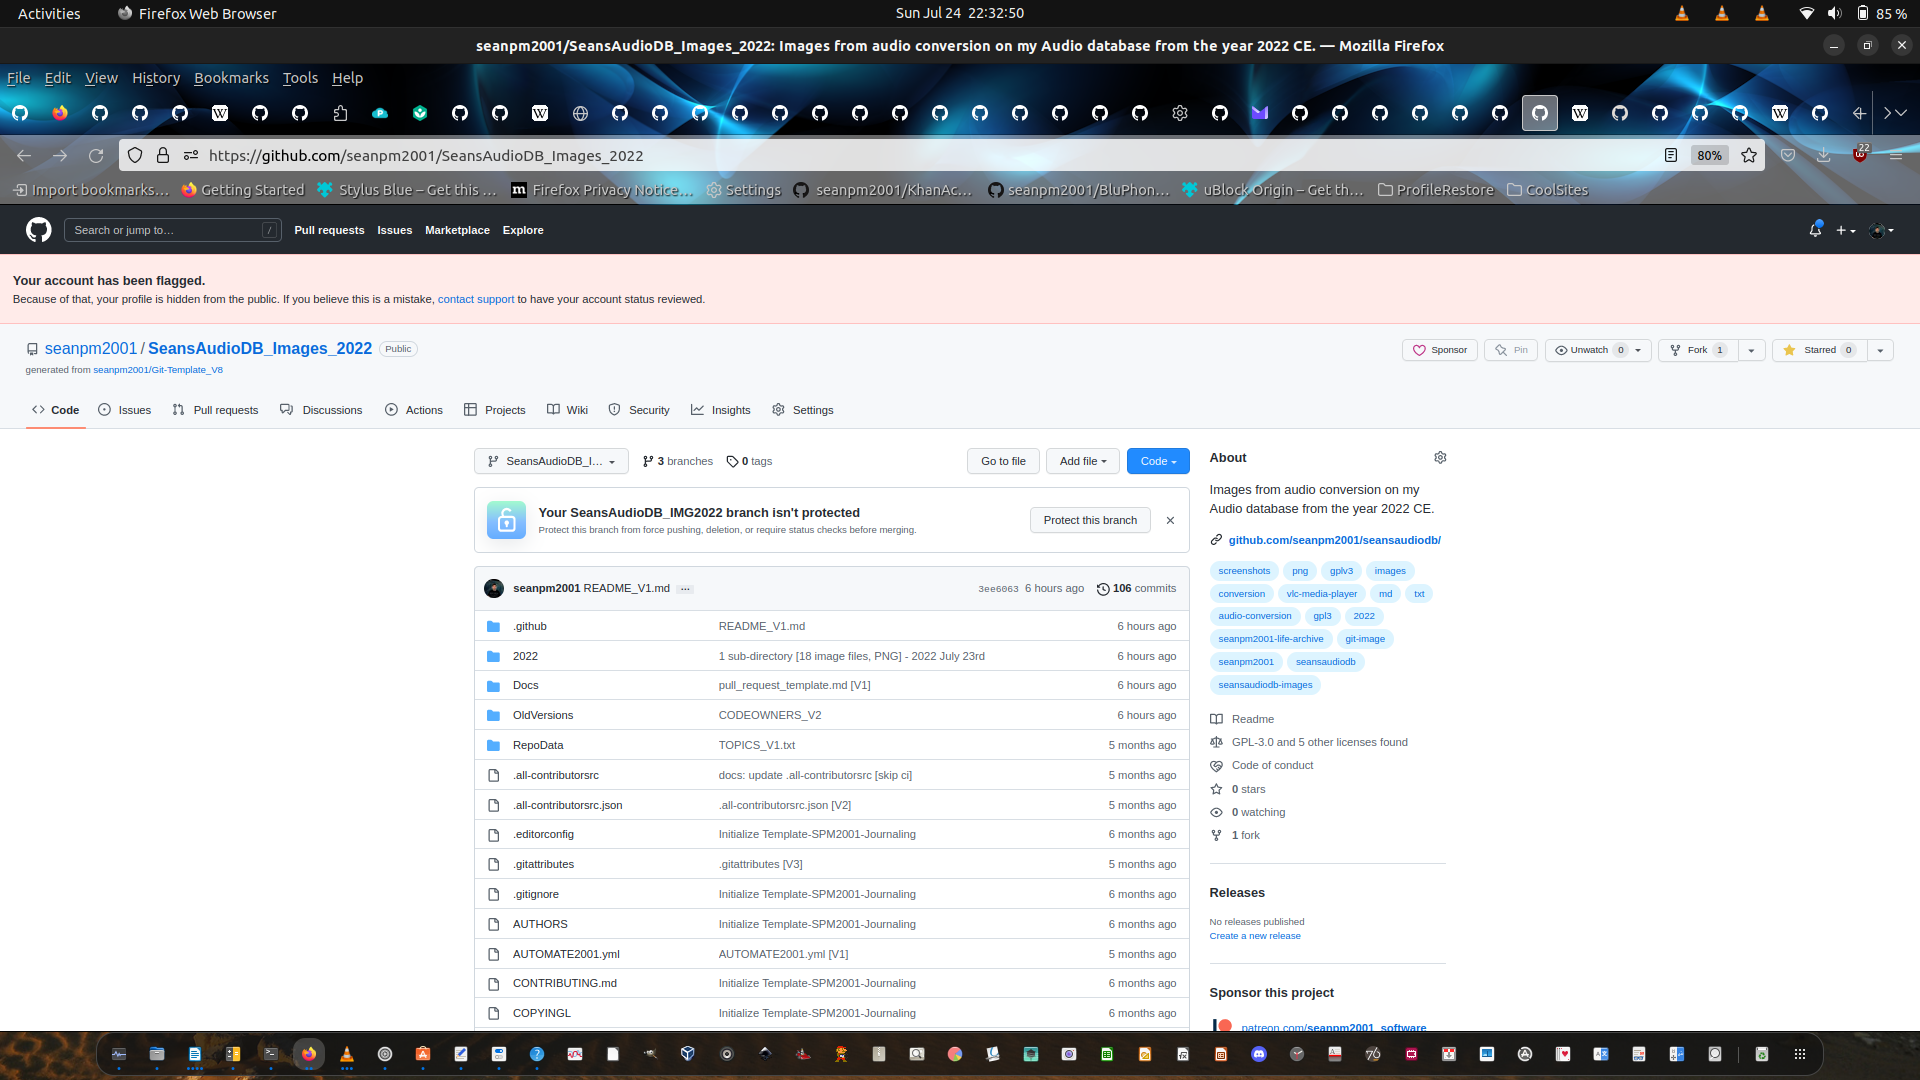 Activities
Firefox Web Browser
Sun Jul 24  22:32:50
85 %
seanpm2001/SeansAudioDB_Images_2022: Images from audio conversion on my Audio database from the year 2022 CE. — Mozilla Firefox
File Edit View History Bookmarks Tools Help
https://github.com/seanpm2001/SeansAudioDB_Images_2022
80%
22
Import bookmarks… Getting Started Stylus Blue – Get this … Firefox Privacy Notice… Settings seanpm2001/KhanAc… seanpm2001/BluPhon… uBlock Origin – Get th… ProfileRestore CoolSites
Search or jump to… /
Pull requests Issues Marketplace Explore
Your account has been flagged.
Because of that, your profile is hidden from the public. If you believe this is a mistake, contact support to have your account status reviewed.
seanpm2001 / SeansAudioDB_Images_2022 Public
generated from seanpm2001/Git-Template_V8
Sponsor Pin Unwatch 0 Fork 1 Starred 0
Code Issues Pull requests Discussions Actions Projects Wiki Security Insights Settings
SeansAudioDB_I… 3 branches 0 tags Go to file Add file Code
Your SeansAudioDB_IMG2022 branch isn't protected
Protect this branch from force pushing, deletion, or require status checks before merging.
Protect this branch
seanpm2001 README_V1.md … 3ee6063 6 hours ago 106 commits
.github README_V1.md 6 hours ago
2022 1 sub-directory [18 image files, PNG] - 2022 July 23rd 6 hours ago
Docs pull_request_template.md [V1] 6 hours ago
OldVersions CODEOWNERS_V2 6 hours ago
RepoData TOPICS_V1.txt 5 months ago
.all-contributorsrc docs: update .all-contributorsrc [skip ci] 5 months ago
.all-contributorsrc.json .all-contributorsrc.json [V2] 5 months ago
.editorconfig Initialize Template-SPM2001-Journaling 6 months ago
.gitattributes .gitattributes [V3] 5 months ago
.gitignore Initialize Template-SPM2001-Journaling 6 months ago
AUTHORS Initialize Template-SPM2001-Journaling 6 months ago
AUTOMATE2001.yml AUTOMATE2001.yml [V1] 5 months ago
CONTRIBUTING.md Initialize Template-SPM2001-Journaling 6 months ago
COPYINGL Initialize Template-SPM2001-Journaling 6 months ago
About
Images from audio conversion on my
Audio database from the year 2022 CE.
github.com/seanpm2001/seansaudiodb/
screenshots png gplv3 images
conversion vlc-media-player md txt
audio-conversion gpl3 2022
seanpm2001-life-archive git-image
seanpm2001 seansaudiodb
seansaudiodb-images
Readme
GPL-3.0 and 5 other licenses found
Code of conduct
0 stars
0 watching
1 fork
Releases
No releases published
Create a new release
Sponsor this project
patreon.com/seanpm2001_software